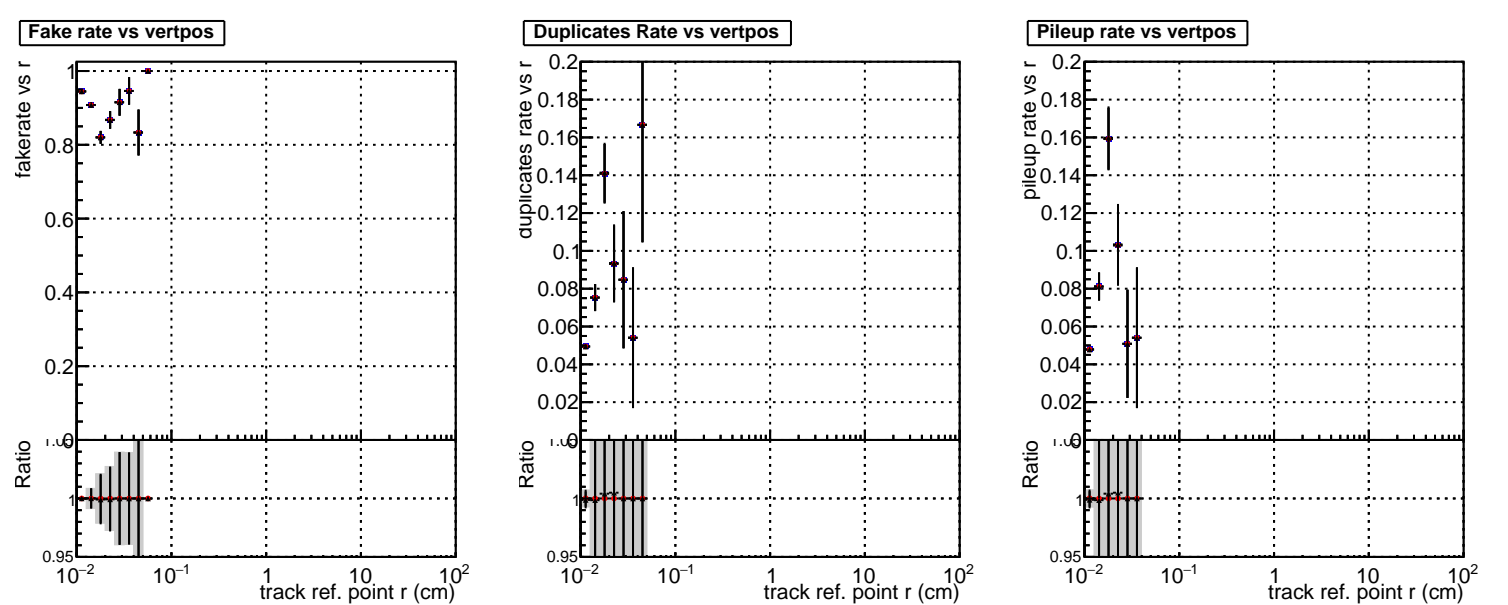 Fake rate vs vertpos
fakerate vs r
1
0.8
0.6
0.4
0.2
0
Ratio
1
0.95
10⁻² 10⁻¹ 1 10 10²
track ref. point r (cm)
Duplicates Rate vs vertpos
duplicates rate vs r
0.2
0.18
0.16
0.14
0.12
0.1
0.08
0.06
0.04
0.02
0
Ratio
1
0.95
10⁻² 10⁻¹ 1 10 10²
track ref. point r (cm)
Pileup rate vs vertpos
pileup rate vs r
0.2
0.18
0.16
0.14
0.12
0.1
0.08
0.06
0.04
0.02
0
Ratio
1
0.95
10⁻² 10⁻¹ 1 10 10²
track ref. point r (cm)